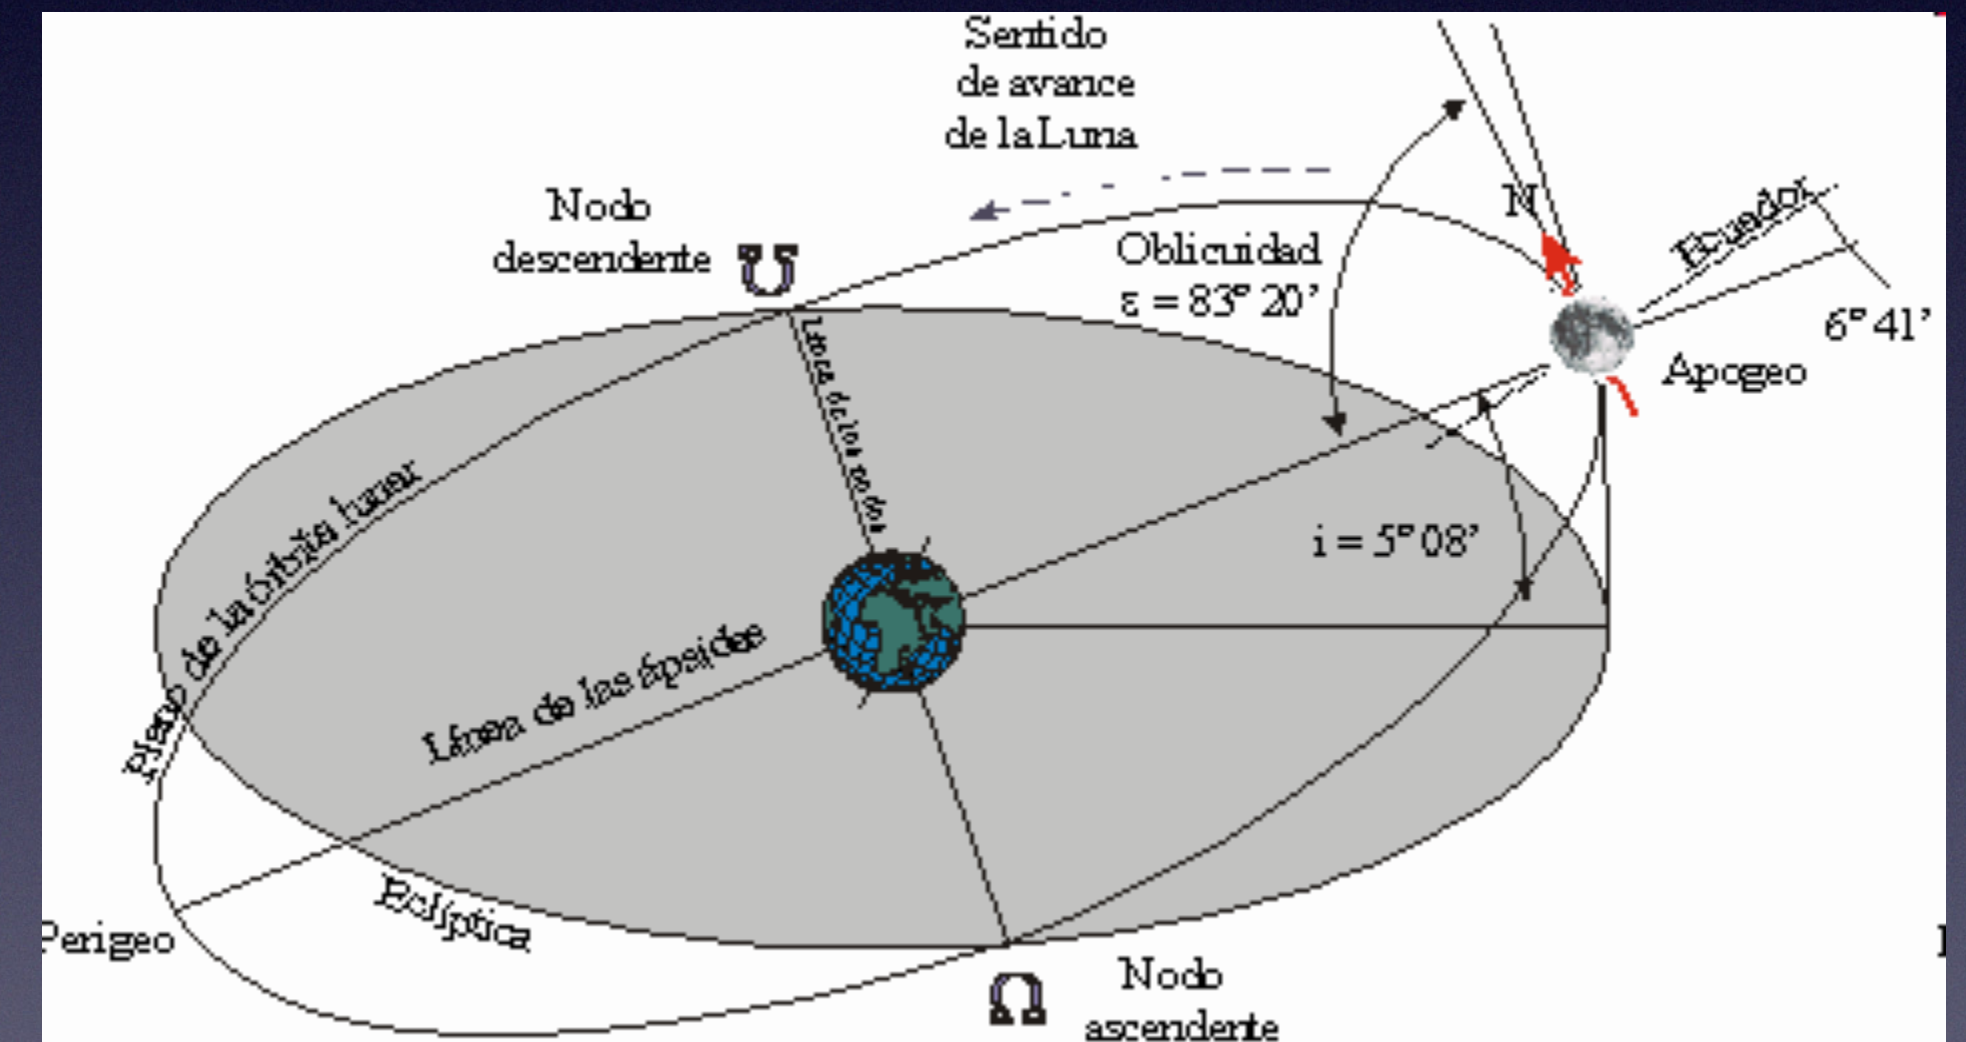 Sentido
de avance
de la Luna
Nodo
descendente
Oblicuidad
ε = 83° 20’
N
Ecuador
6° 41’
Apogeo
Línea de los nodos
i = 5° 08’
Plano de la órbita lunar
Línea de las ápsides
Eclíptica
Perigeo
Ω
Nodo
ascendente